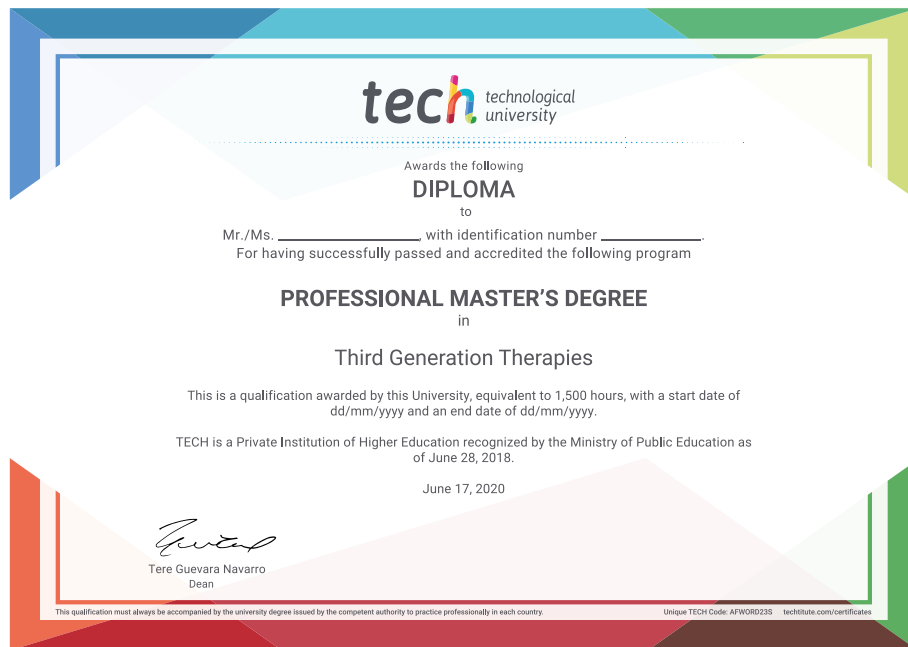 tech technological
university
Awards the following
DIPLOMA
to
Mr./Ms. ____________________, with identification number ______________.
For having successfully passed and accredited the following program
PROFESSIONAL MASTER'S DEGREE
in
Third Generation Therapies
This is a qualification awarded by this University, equivalent to 1,500 hours, with a start date of
dd/mm/yyyy and an end date of dd/mm/yyyy.
TECH is a Private Institution of Higher Education recognized by the Ministry of Public Education as
of June 28, 2018.
June 17, 2020
Tere Guevara Navarro
Dean
This qualification must always be accompanied by the university degree issued by the competent authority to practice professionally in each country. Unique TECH Code: AFWORD23S techtitute.com/certificates